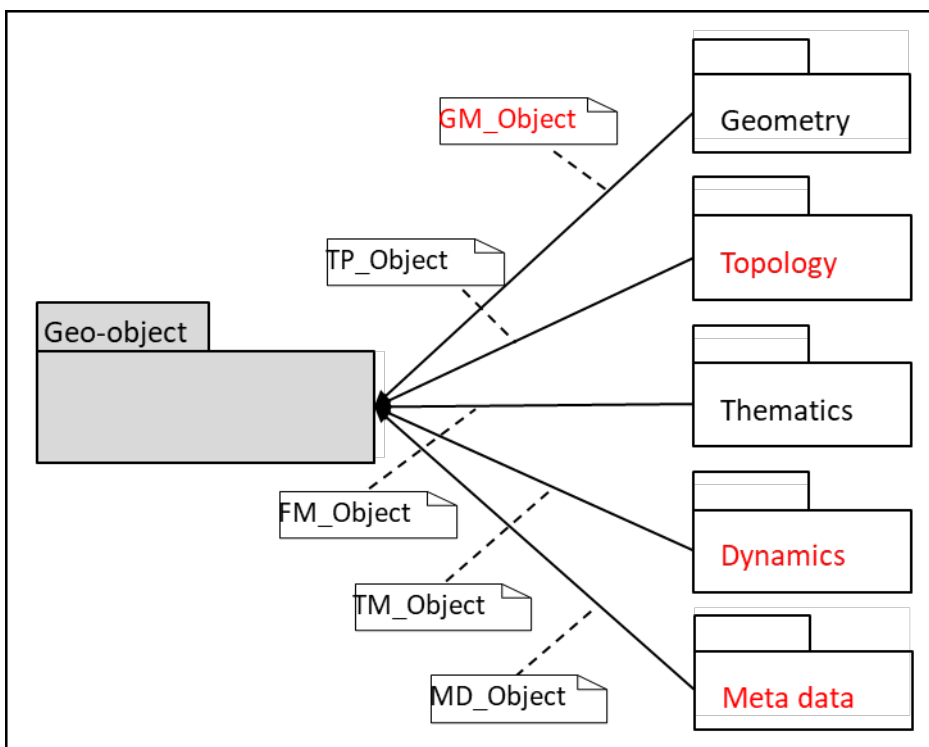 GM_Object
Geometry
TP_Object
Topology
Geo-object
Thematics
FM_Object
Dynamics
TM_Object
MD_Object
Meta data